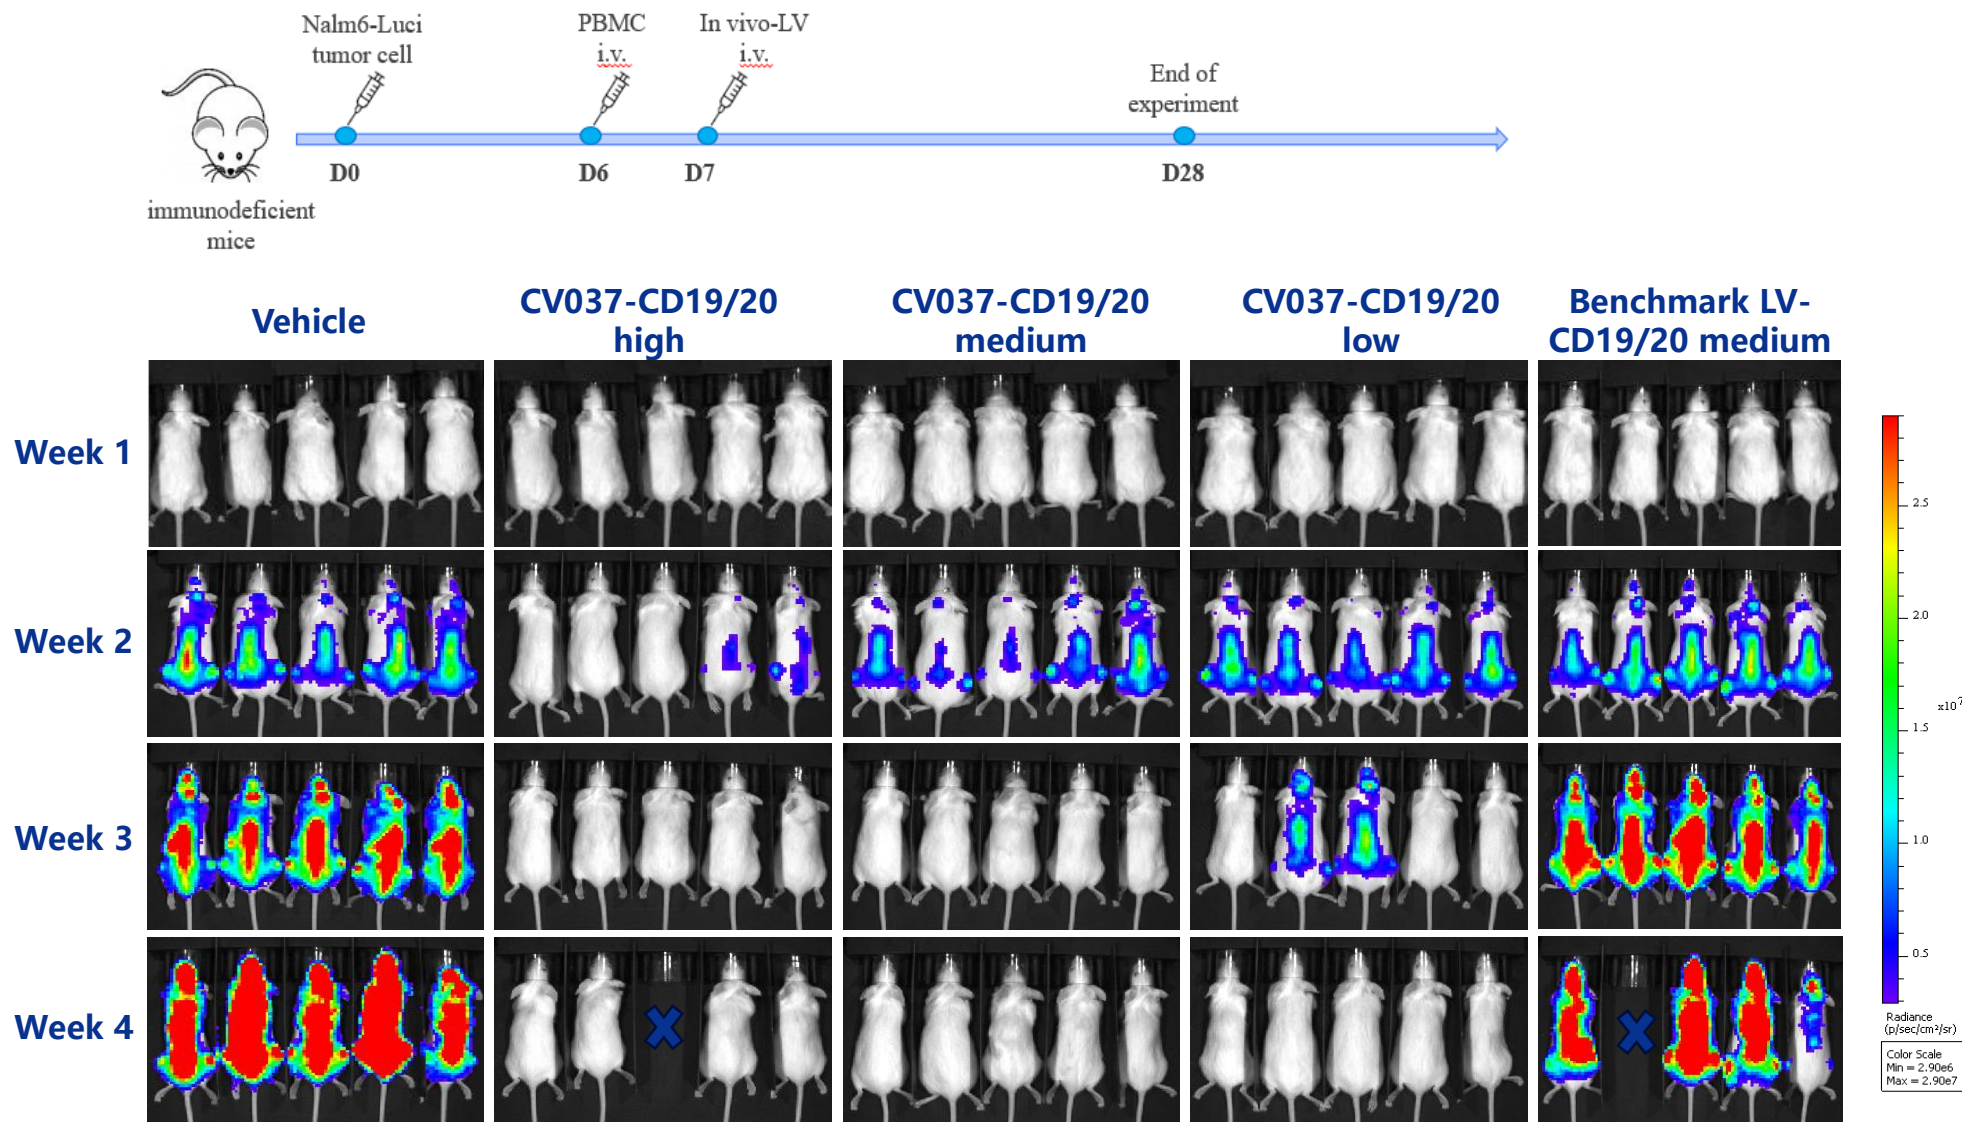 Nalm6-Luci
tumor cell
PBMC
i.v.
In vivo-LV
i.v.
End of
experiment
D0
D6
D7
D28
immunodeficient
mice
Vehicle
CV037-CD19/20
high
CV037-CD19/20
medium
CV037-CD19/20
low
Benchmark LV-
CD19/20 medium
Week 1
Week 2
Week 3
Week 4
2.5
2.0
x10⁷
1.5
1.0
0.5
Radiance
(p/sec/cm²/sr)
Color Scale
Min = 2.90e6
Max = 2.90e7